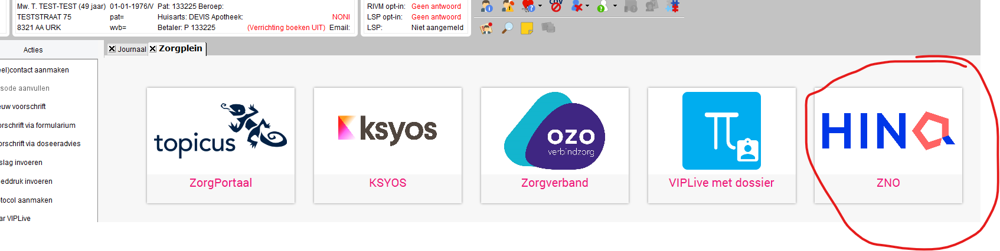 Mw. T. TEST-TEST (49 jaar) 01-01-1976/V Pat: 133225 Beroep:
TESTSTRAAT 75 pat= Huisarts: DEVIS Apotheek: NONI
8321 AA URK wvb= Betaler: P 133225 (Verrichting boeken UIT) Email:
RIVM opt-in: Geen antwoord
LSP opt-in: Geen antwoord
LSP: Niet aangemeld
Acties
Journaal
Zorgplein
eel)contact aanmaken
sode aanvullen
euw voorschrift
orschrift via formularium
orschrift via doseeradvies
slag invoeren
eddruk invoeren
tocol aanmaken
ar VIPLive
topicus
ZorgPortaal
ksyos
KSYOS
ozo
verbindzorg
Zorgverband
VIPLive met dossier
HINQ
ZNO